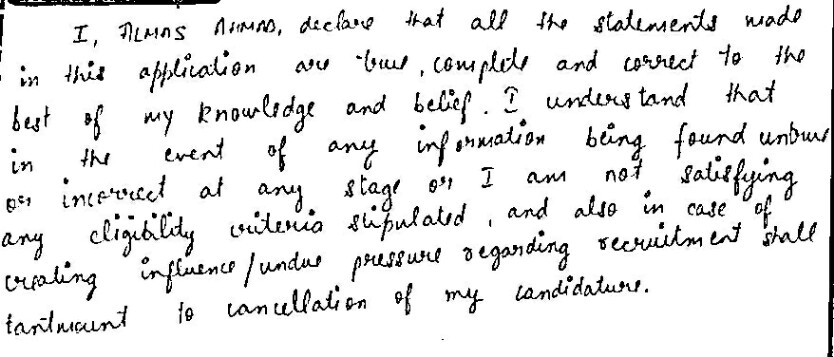 I, ALMAS AHMAD, declare that all the statements made
in this application are true, complete and correct to the
best of my knowledge and belief. I understand that
in the event of any information being found untrue
or incorrect at any stage or I am not satisfying
any eligibility criteria stipulated, and also in case of
creating influence/undue pressure regarding recruitment shall
tantmount to cancellation of my candidature.